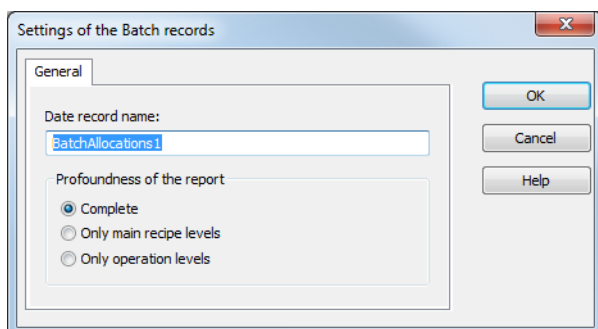 Settings of the Batch records
General
Date record name:
BatchAllocations1
Profoundness of the report
Complete
Only main recipe levels
Only operation levels
OK
Cancel
Help